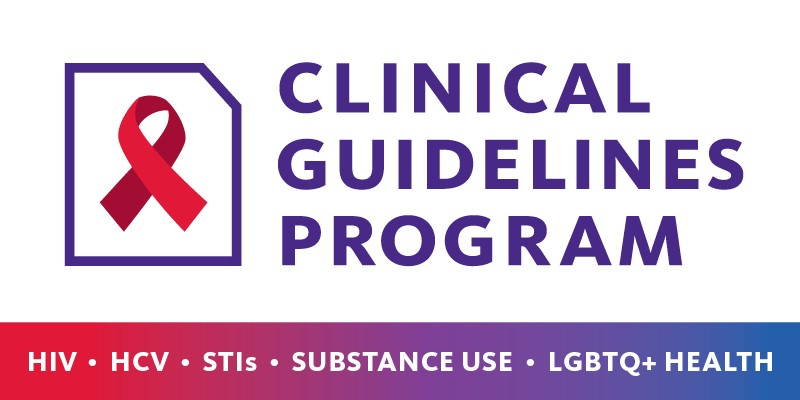 CLINICAL
GUIDELINES
PROGRAM
HIV • HCV • STIs • SUBSTANCE USE • LGBTQ+ HEALTH